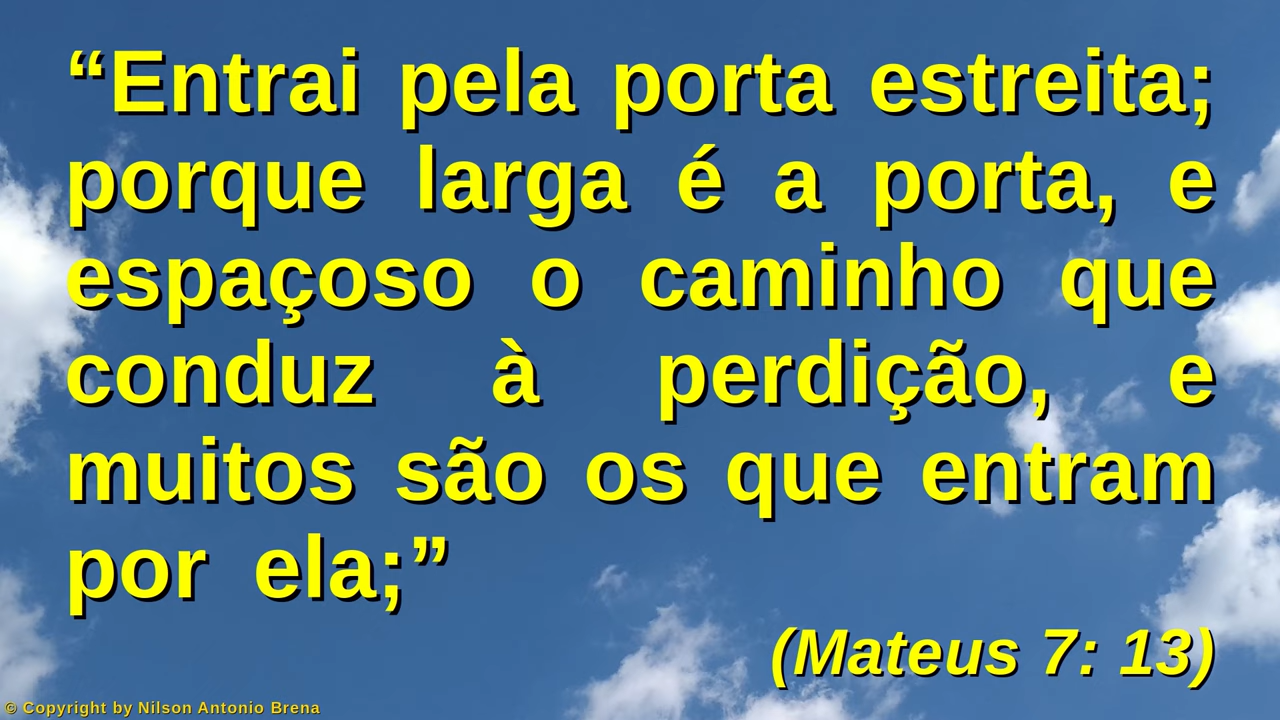 “Entrai pela porta estreita;
porque larga é a porta, e
espaçoso o caminho que
conduz à perdição, e
muitos são os que entram
por ela;”
(Mateus 7: 13)
© Copyright by Nilson Antonio Brena